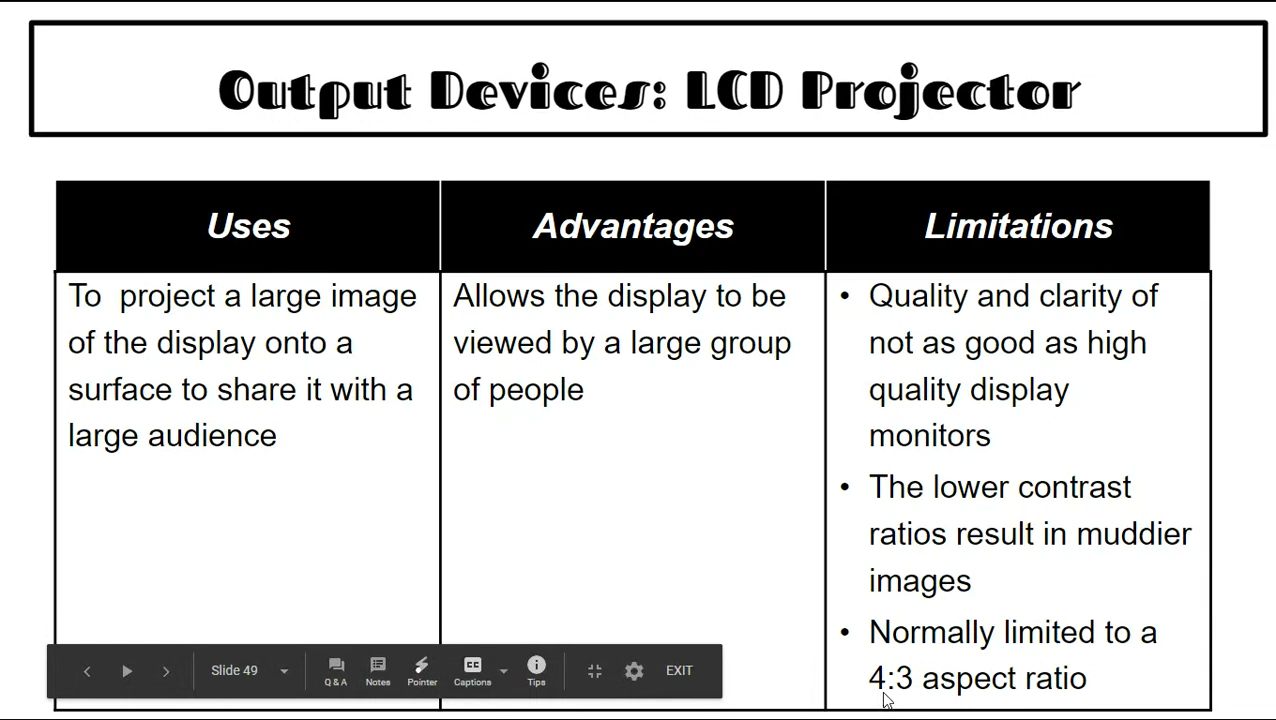 Output Devices: LCD Projector
Uses
Advantages
Limitations
To project a large image
of the display onto a
surface to share it with a
large audience
Allows the display to be
viewed by a large group
of people
• Quality and clarity of
not as good as high
quality display
monitors
• The lower contrast
ratios result in muddier
images
• Normally limited to a
4:3 aspect ratio
Slide 49
Q & A
Notes
Pointer
CC
Captions
Tips
EXIT